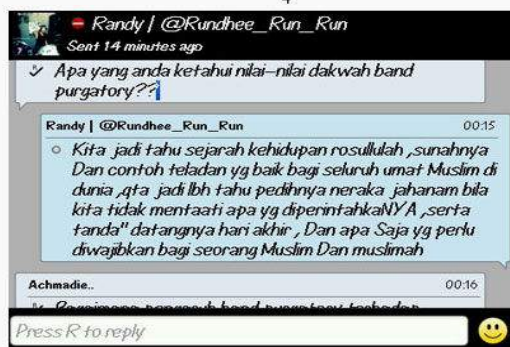 Randy | @Rundhee_Run_Run
Sent 14 minutes ago
Apa yang anda ketahui nilai-nilai dakwah band
purgatory??
Randy | @Rundhee_Run_Run 00:15
Kita jadi tahu sejarah kehidupan rosullulah ,sunahnya
Dan contoh teladan yg baik bagi seluruh umat Muslim di
dunia ,qta jadi lbh tahu pedihnya neraka jahanam bila
kita tidak mentaati apa yg diperintahkaNYA ,serta
tanda" datangnya hari akhir , Dan apa Saja yg perlu
diwajibkan bagi seorang Muslim Dan muslimah
Achmadie.. 00:16
band purgatory
Press R to reply